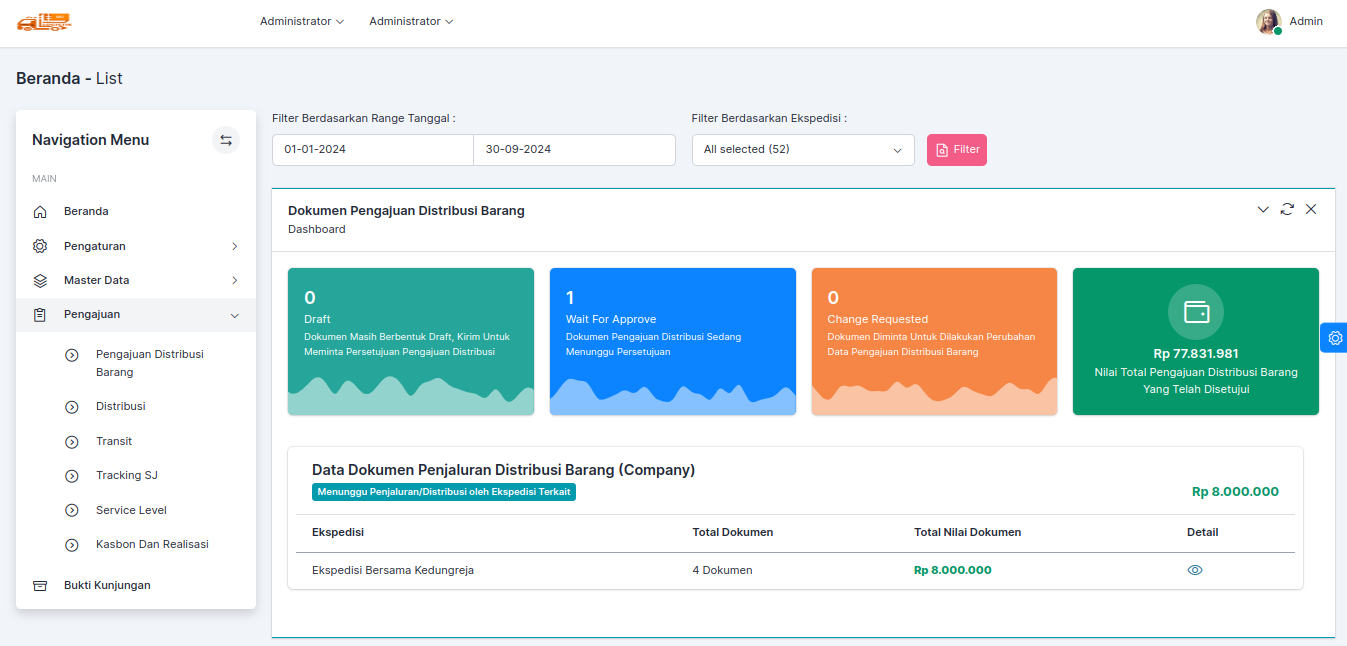 Administrator
Administrator
Admin
Beranda - List
Navigation Menu
MAIN
Beranda
Pengaturan
Master Data
Pengajuan
Pengajuan Distribusi
Barang
Distribusi
Transit
Tracking SJ
Service Level
Kasbon Dan Realisasi
Bukti Kunjungan
Filter Berdasarkan Range Tanggal :
01-01-2024
30-09-2024
Filter Berdasarkan Ekspedisi :
All selected (52)
Filter
Dokumen Pengajuan Distribusi Barang
Dashboard
0
Draft
Dokumen Masih Berbentuk Draft, Kirim Untuk
Meminta Persetujuan Pengajuan Distribusi
1
Wait For Approve
Dokumen Pengajuan Distribusi Sedang
Menunggu Persetujuan
0
Change Requested
Dokumen Diminta Untuk Dilakukan Perubahan
Data Pengajuan Distribusi Barang
Rp 77.831.981
Nilai Total Pengajuan Distribusi Barang
Yang Telah Disetujui
Data Dokumen Penjaluran Distribusi Barang (Company)
Menunggu Penjaluran/Distribusi oleh Ekspedisi Terkait
Rp 8.000.000
Ekspedisi Total Dokumen Total Nilai Dokumen Detail
Ekspedisi Bersama Kedungreja 4 Dokumen Rp 8.000.000